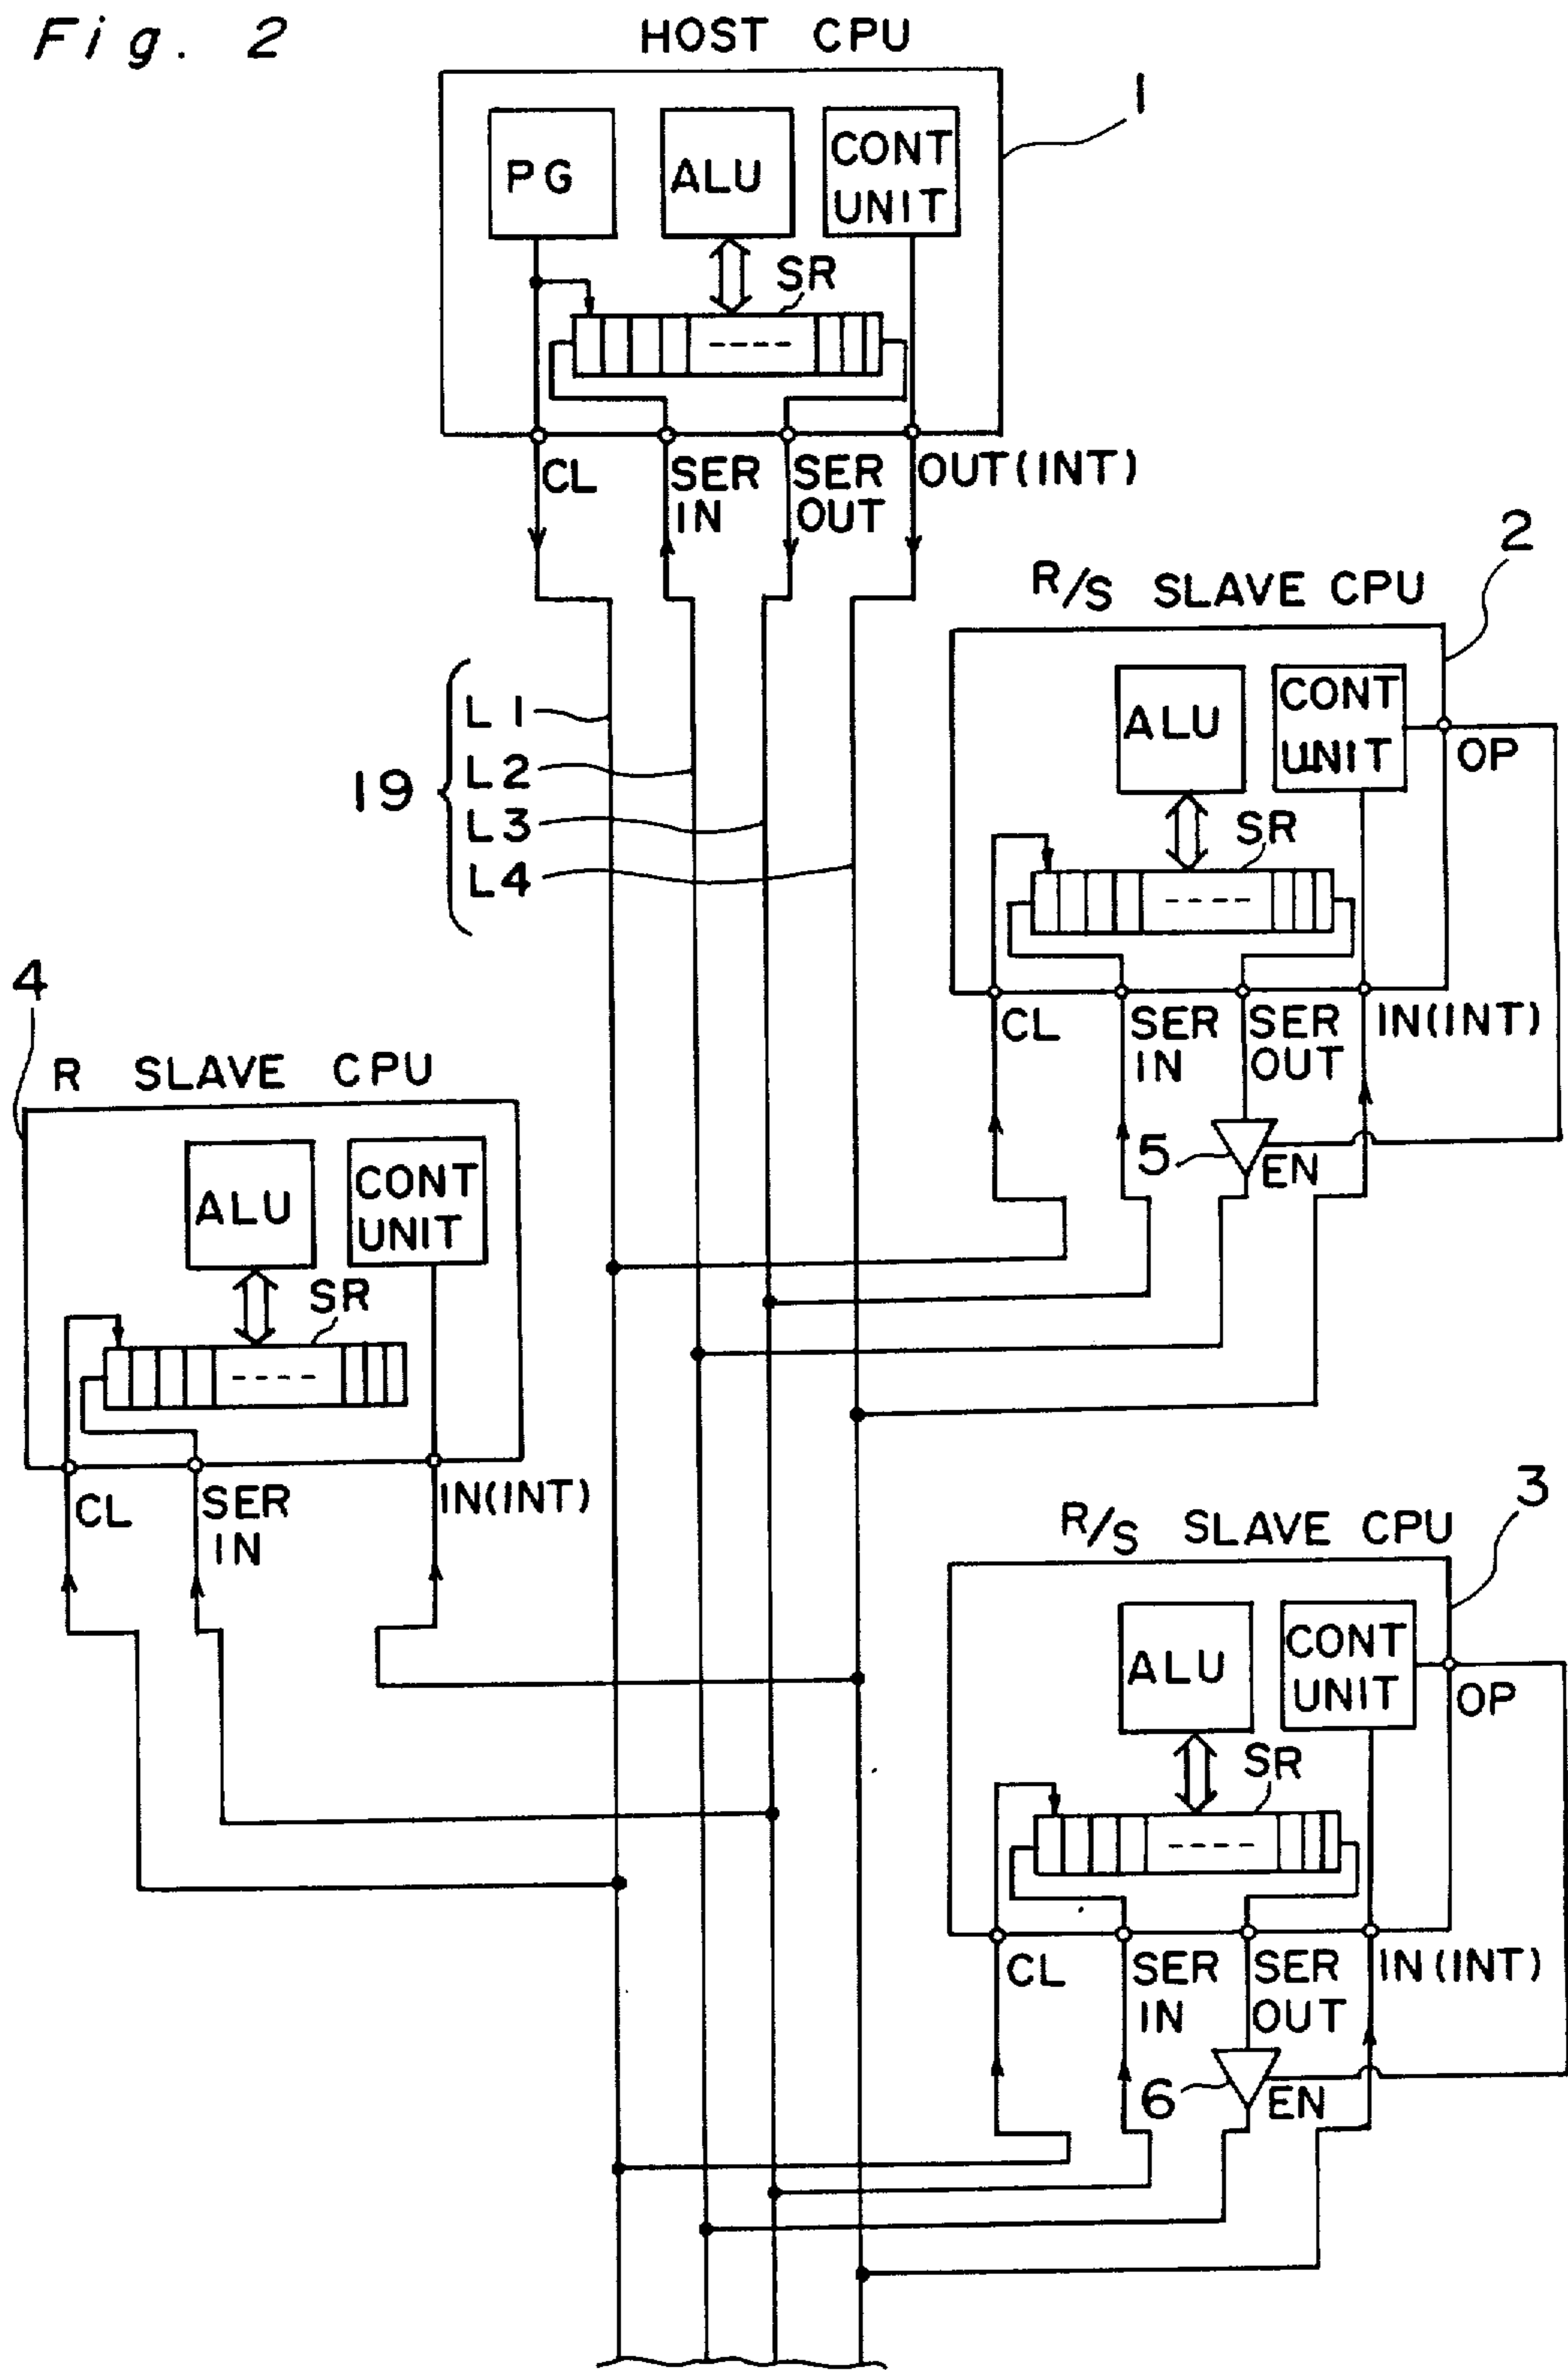 Fig. 2
HOST CPU
1
PG
ALU
CONT
UNIT
SR
CL
SER
IN
SER
OUT
OUT(INT)
19
L1
L2
L3
L4
2
R/S SLAVE CPU
ALU
CONT
UNIT
OP
SR
CL
SER
IN
SER
OUT
IN(INT)
5
EN
4
R SLAVE CPU
ALU
CONT
UNIT
SR
CL
SER
IN
IN(INT)
3
R/S SLAVE CPU
ALU
CONT
UNIT
OP
SR
CL
SER
IN
SER
OUT
IN(INT)
6
EN